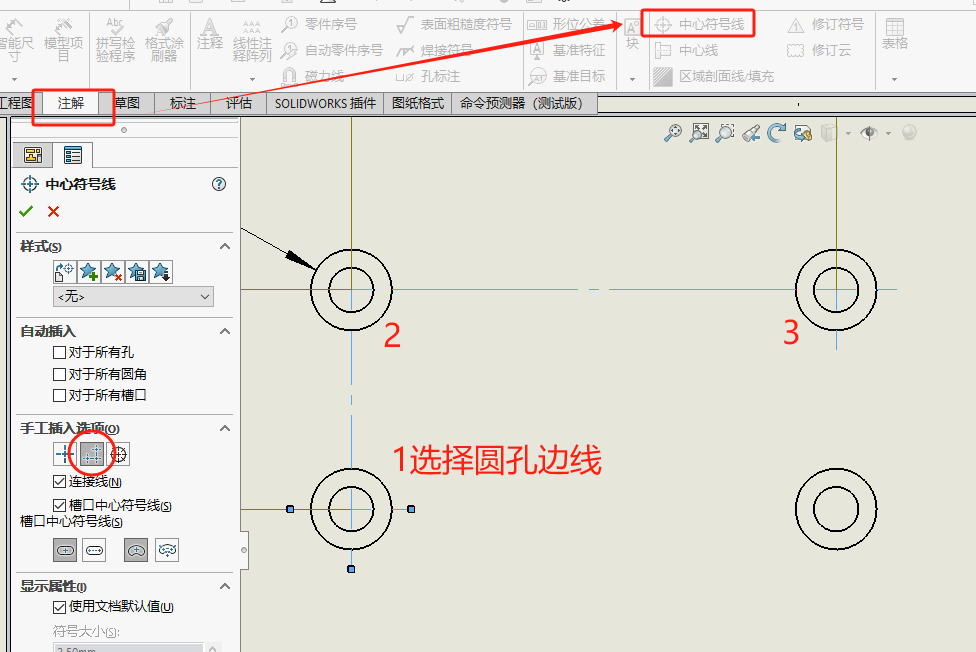 智能尺寸
模型项目
拼写检验程序
格式涂刷器
注释
线性注释阵列
零件序号
自动零件序号
磁力线
表面粗糙度符号
焊接符号
孔标注
形位公差
基准特征
基准目标
块
中心符号线
中心线
区域剖面线/填充
修订符号
修订云
表格
工程图
注解
草图
标注
评估
SOLIDWORKS 插件
图纸格式
命令预测器（测试版）
中心符号线
样式(S)
<无>
自动插入
对于所有孔
对于所有圆角
对于所有槽口
手工插入选项(O)
连接线(N)
槽口中心符号线(S)
槽口中心符号线(S)
显示属性(I)
使用文档默认值(U)
符号大小(S):
2.50mm
2
3
1选择圆孔边线